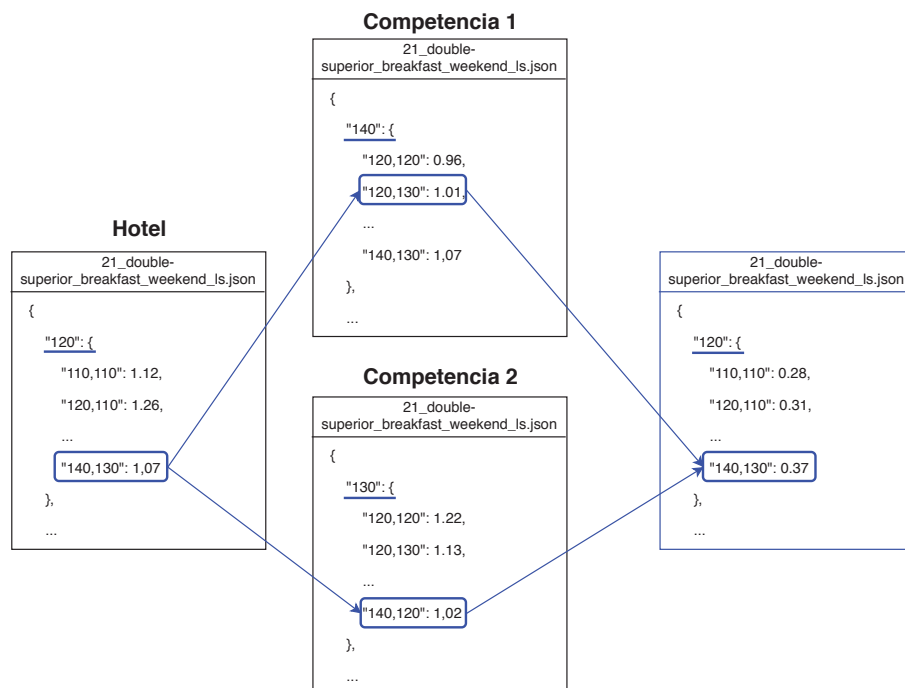 Competencia 1
21_double-
superior_breakfast_weekend_ls.json
{
"140": {
"120,120": 0.96,
"120,130": 1.01,
...
"140,130": 1,07
},
...
Hotel
21_double-
superior_breakfast_weekend_ls.json
{
"120": {
"110,110": 1.12,
"120,110": 1.26,
...
"140,130": 1,07
},
...
Competencia 2
21_double-
superior_breakfast_weekend_ls.json
{
"130": {
"120,120": 1.22,
"120,130": 1.13,
...
"140,120": 1,02
},
...
21_double-
superior_breakfast_weekend_ls.json
{
"120": {
"110,110": 0.28,
"120,110": 0.31,
...
"140,130": 0.37
},
...